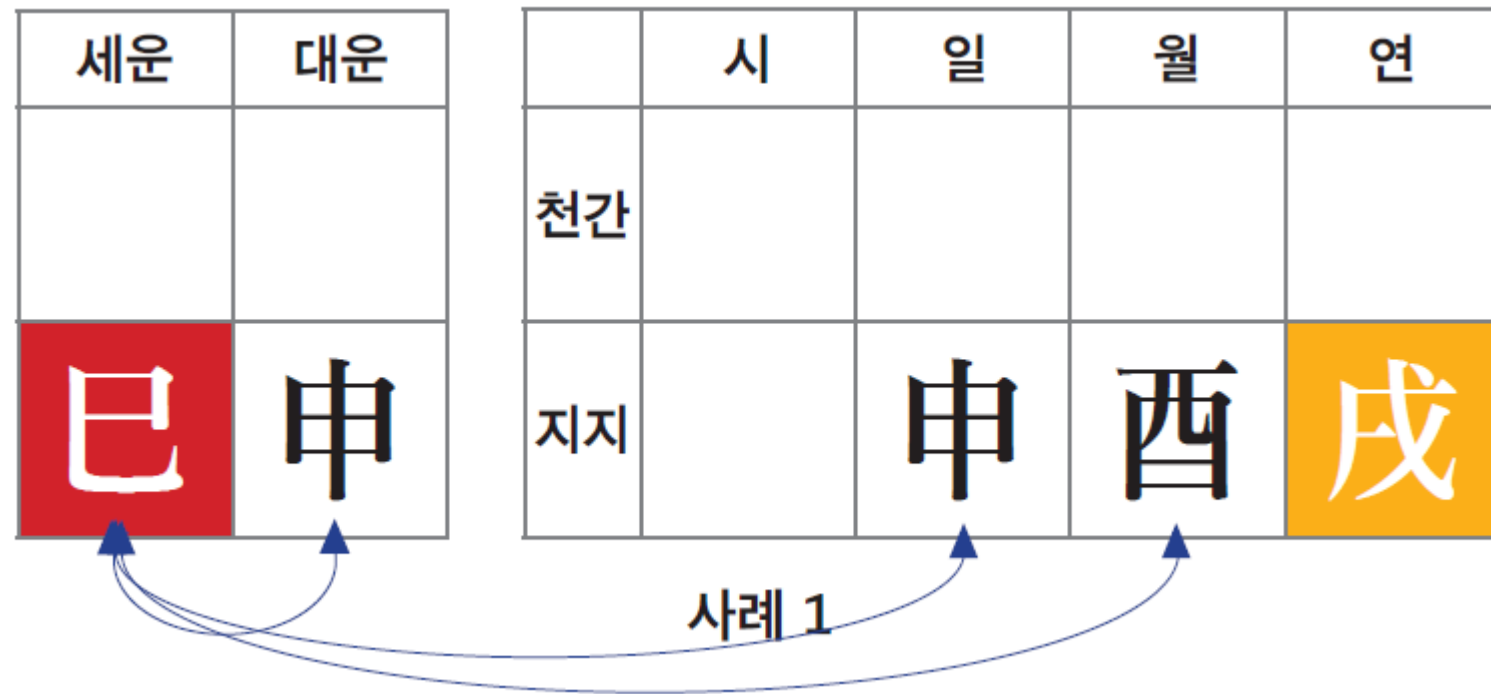 세운 대운 시 일 월 연
천간
巳 申 지지 申 酉 戌
사례 1